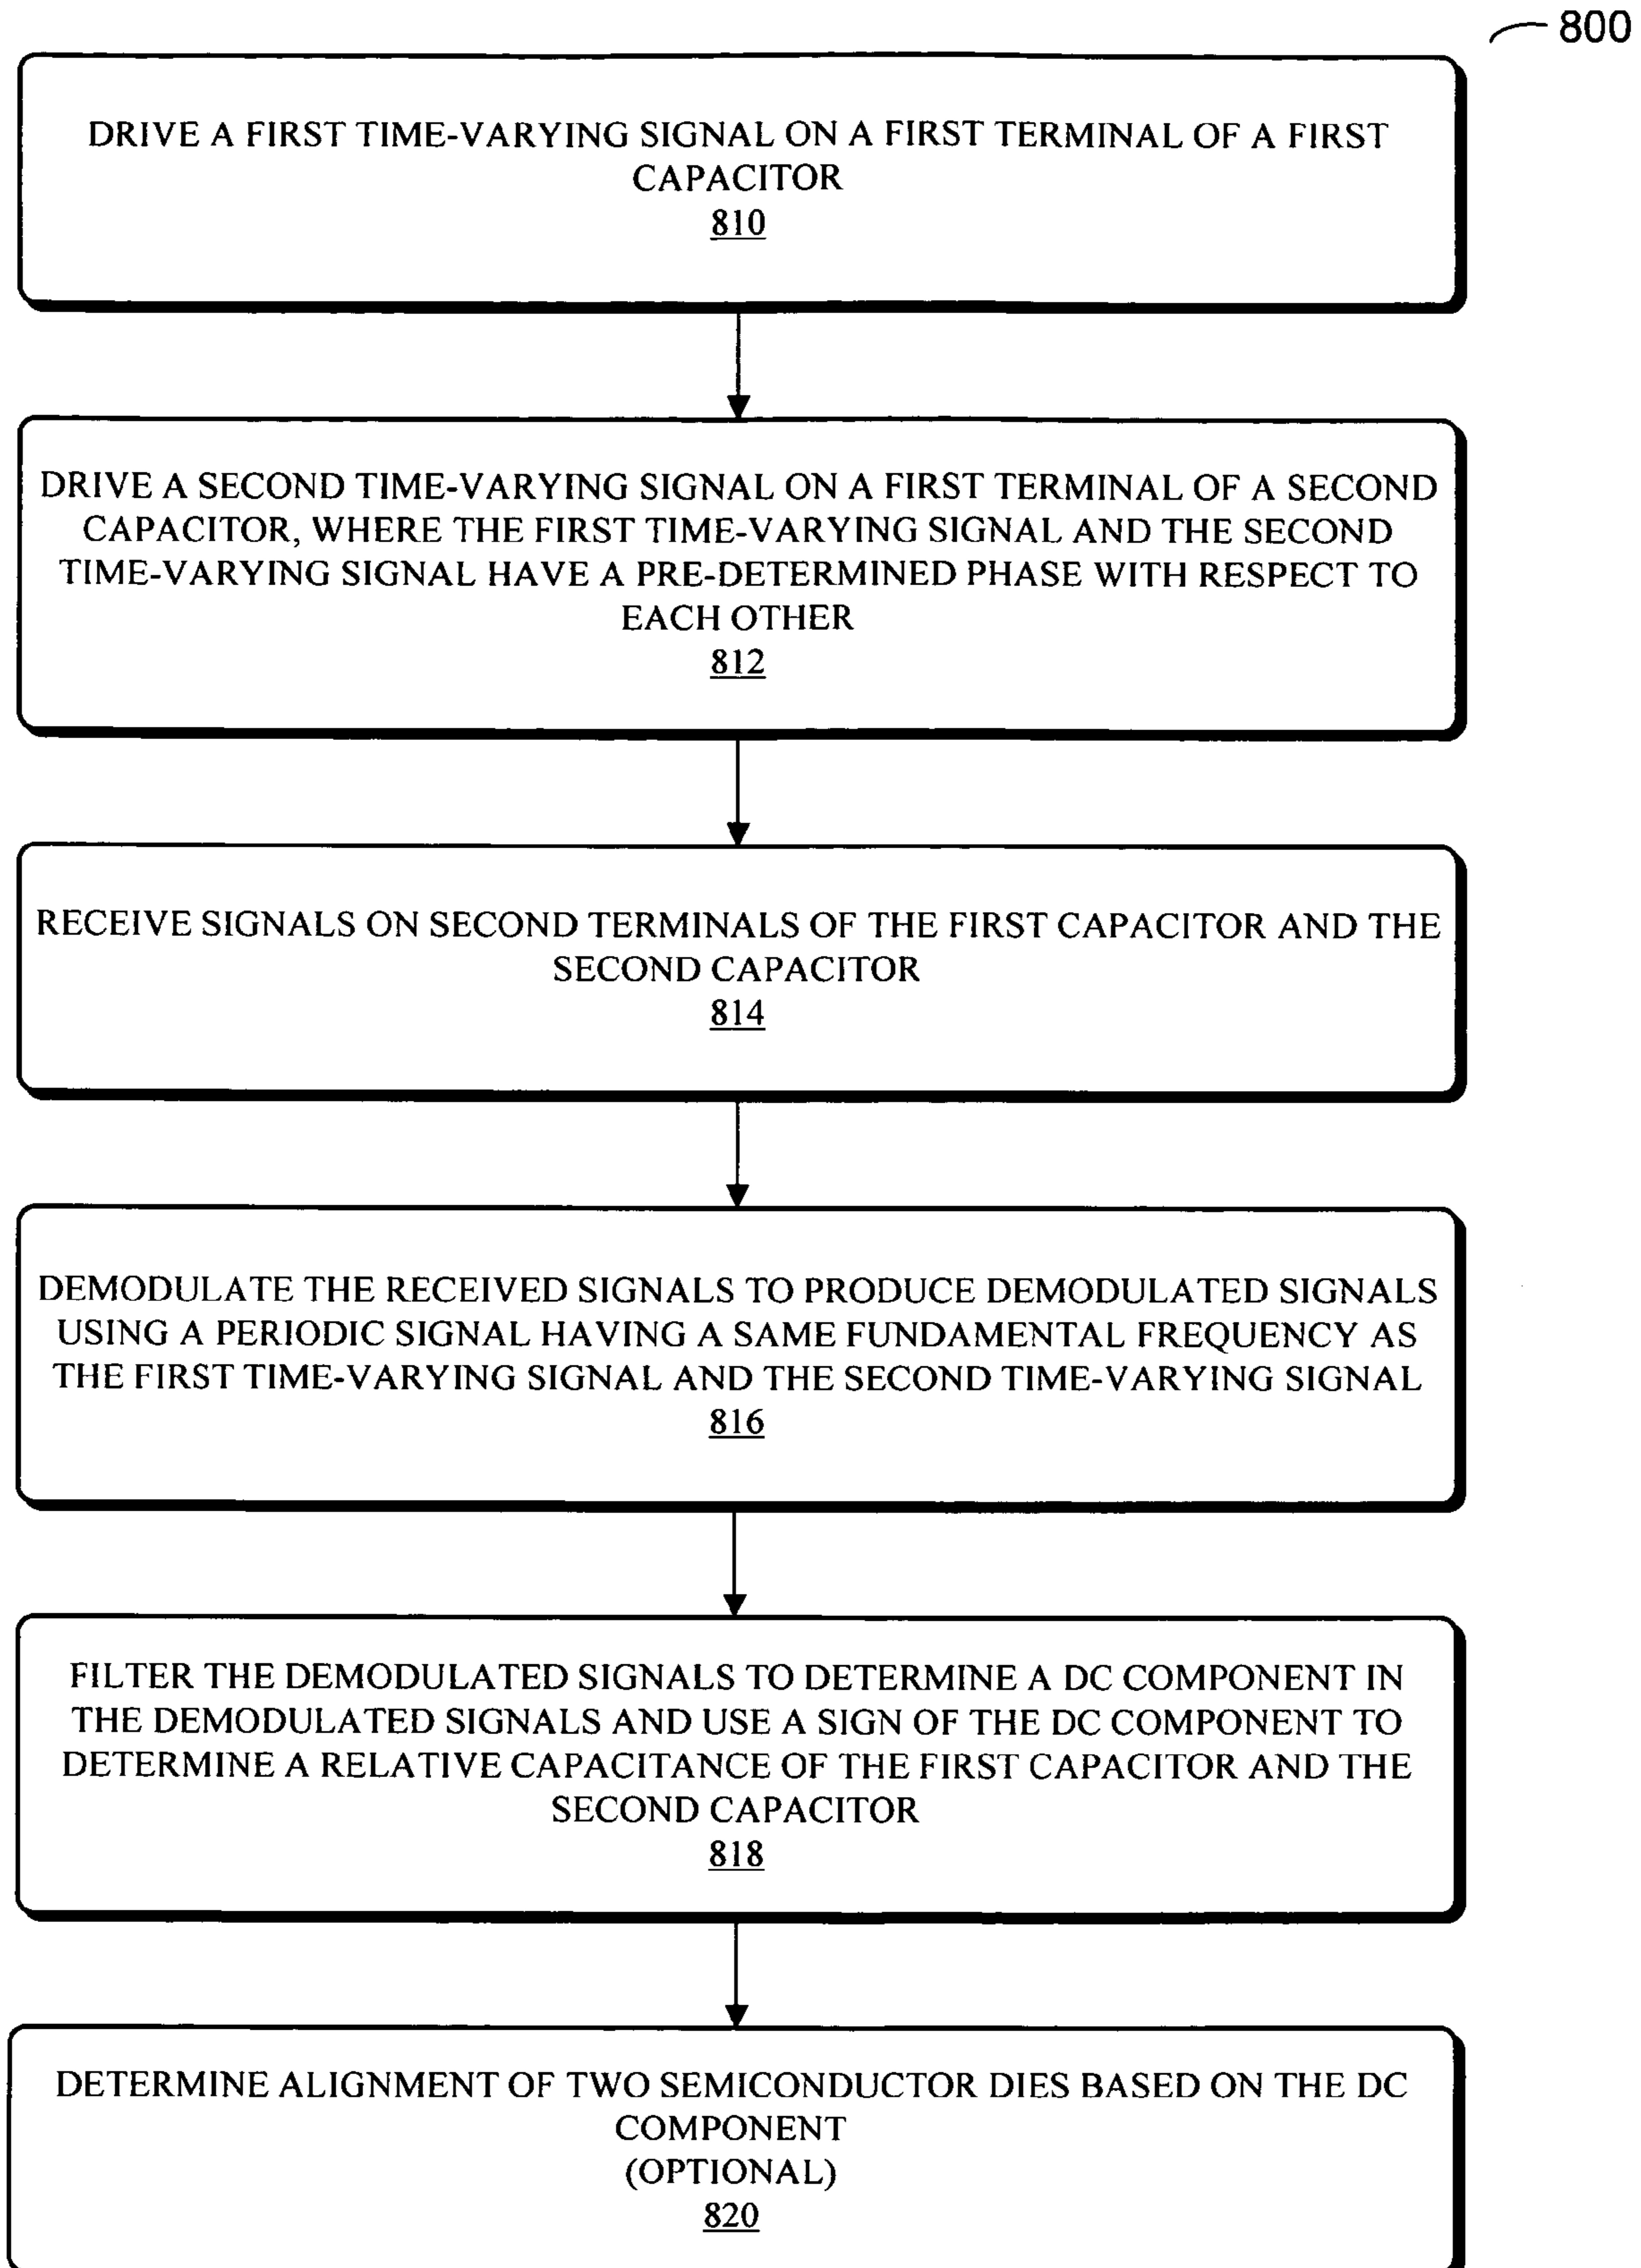 800
DRIVE A FIRST TIME-VARYING SIGNAL ON A FIRST TERMINAL OF A FIRST
CAPACITOR
810
DRIVE A SECOND TIME-VARYING SIGNAL ON A FIRST TERMINAL OF A SECOND
CAPACITOR, WHERE THE FIRST TIME-VARYING SIGNAL AND THE SECOND
TIME-VARYING SIGNAL HAVE A PRE-DETERMINED PHASE WITH RESPECT TO
EACH OTHER
812
RECEIVE SIGNALS ON SECOND TERMINALS OF THE FIRST CAPACITOR AND THE
SECOND CAPACITOR
814
DEMODULATE THE RECEIVED SIGNALS TO PRODUCE DEMODULATED SIGNALS
USING A PERIODIC SIGNAL HAVING A SAME FUNDAMENTAL FREQUENCY AS
THE FIRST TIME-VARYING SIGNAL AND THE SECOND TIME-VARYING SIGNAL
816
FILTER THE DEMODULATED SIGNALS TO DETERMINE A DC COMPONENT IN
THE DEMODULATED SIGNALS AND USE A SIGN OF THE DC COMPONENT TO
DETERMINE A RELATIVE CAPACITANCE OF THE FIRST CAPACITOR AND THE
SECOND CAPACITOR
818
DETERMINE ALIGNMENT OF TWO SEMICONDUCTOR DIES BASED ON THE DC
COMPONENT
(OPTIONAL)
820